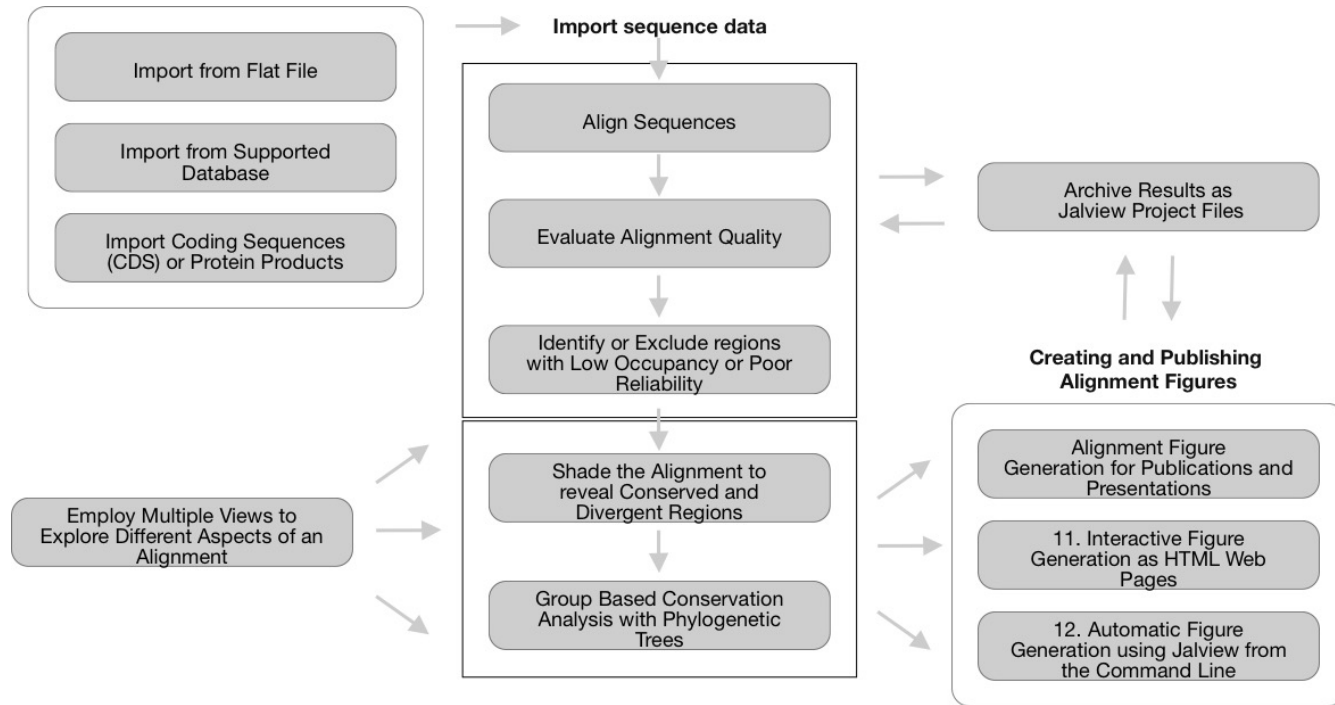 Import sequence data
Import from Flat File
Import from Supported
Database
Import Coding Sequences
(CDS) or Protein Products
Align Sequences
Evaluate Alignment Quality
Identify or Exclude regions
with Low Occupancy or Poor
Reliability
Archive Results as
Jalview Project Files
Employ Multiple Views to
Explore Different Aspects of an
Alignment
Shade the Alignment to
reveal Conserved and
Divergent Regions
Group Based Conservation
Analysis with Phylogenetic
Trees
Creating and Publishing
Alignment Figures
Alignment Figure
Generation for Publications and
Presentations
11. Interactive Figure
Generation as HTML Web
Pages
12. Automatic Figure
Generation using Jalview from
the Command Line